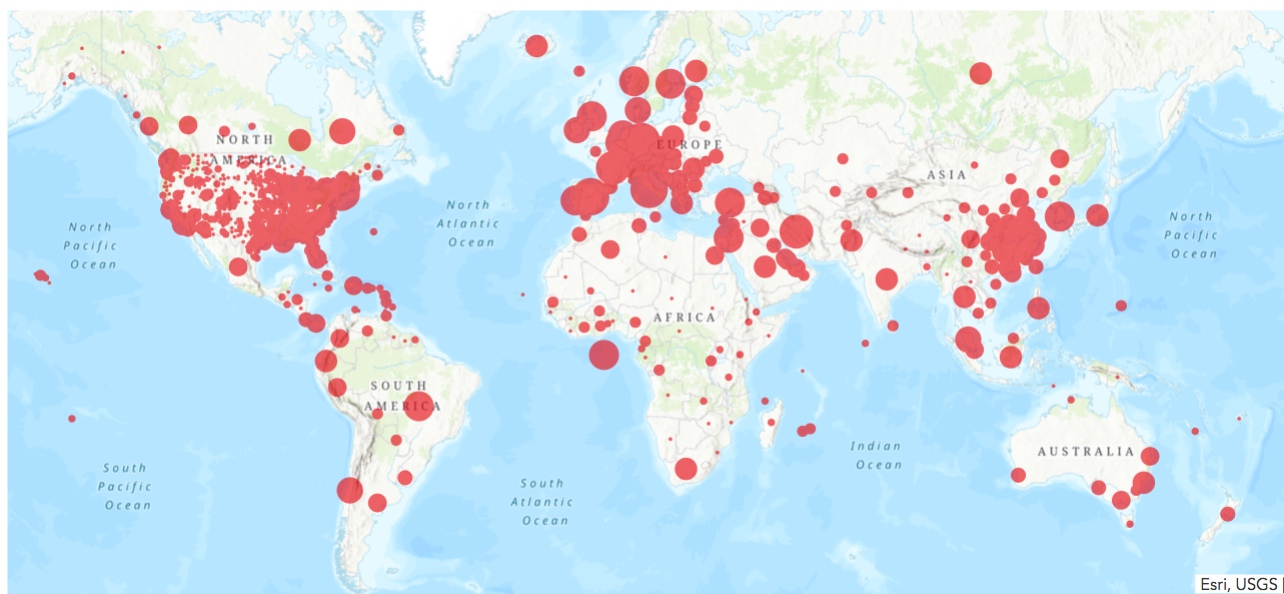 NORTH
AMERICA
EUROPE
ASIA
North
Pacific
Ocean
North
Atlantic
Ocean
North
Pacific
Ocean
AFRICA
SOUTH
AMERICA
AUSTRALIA
Indian
Ocean
South
Pacific
Ocean
South
Atlantic
Ocean
Esri, USGS |